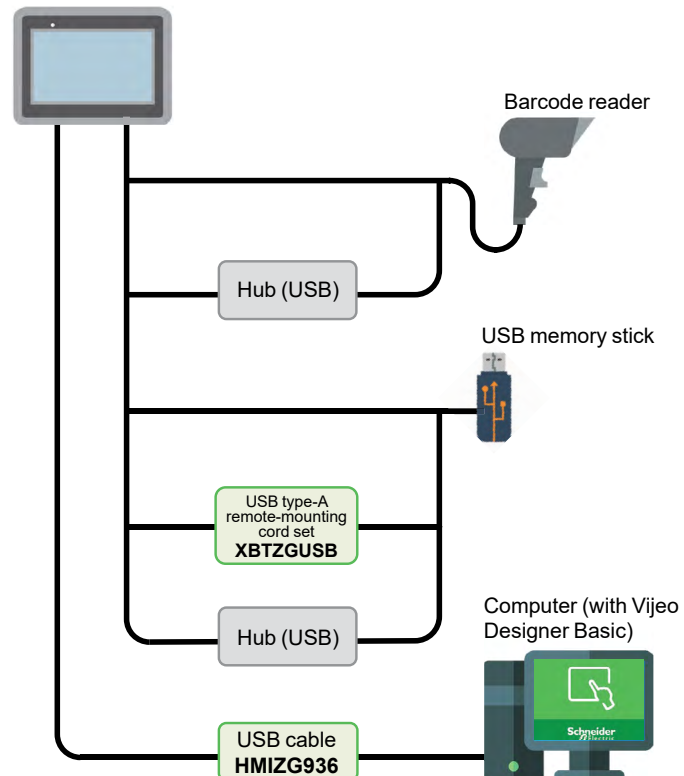 Barcode reader
Hub (USB)
USB memory stick
USB type-A
remote-mounting
cord set
XBTZGUSB
Hub (USB)
Computer (with Vijeo
Designer Basic)
Schneider
Electric
USB cable
HMIZG936